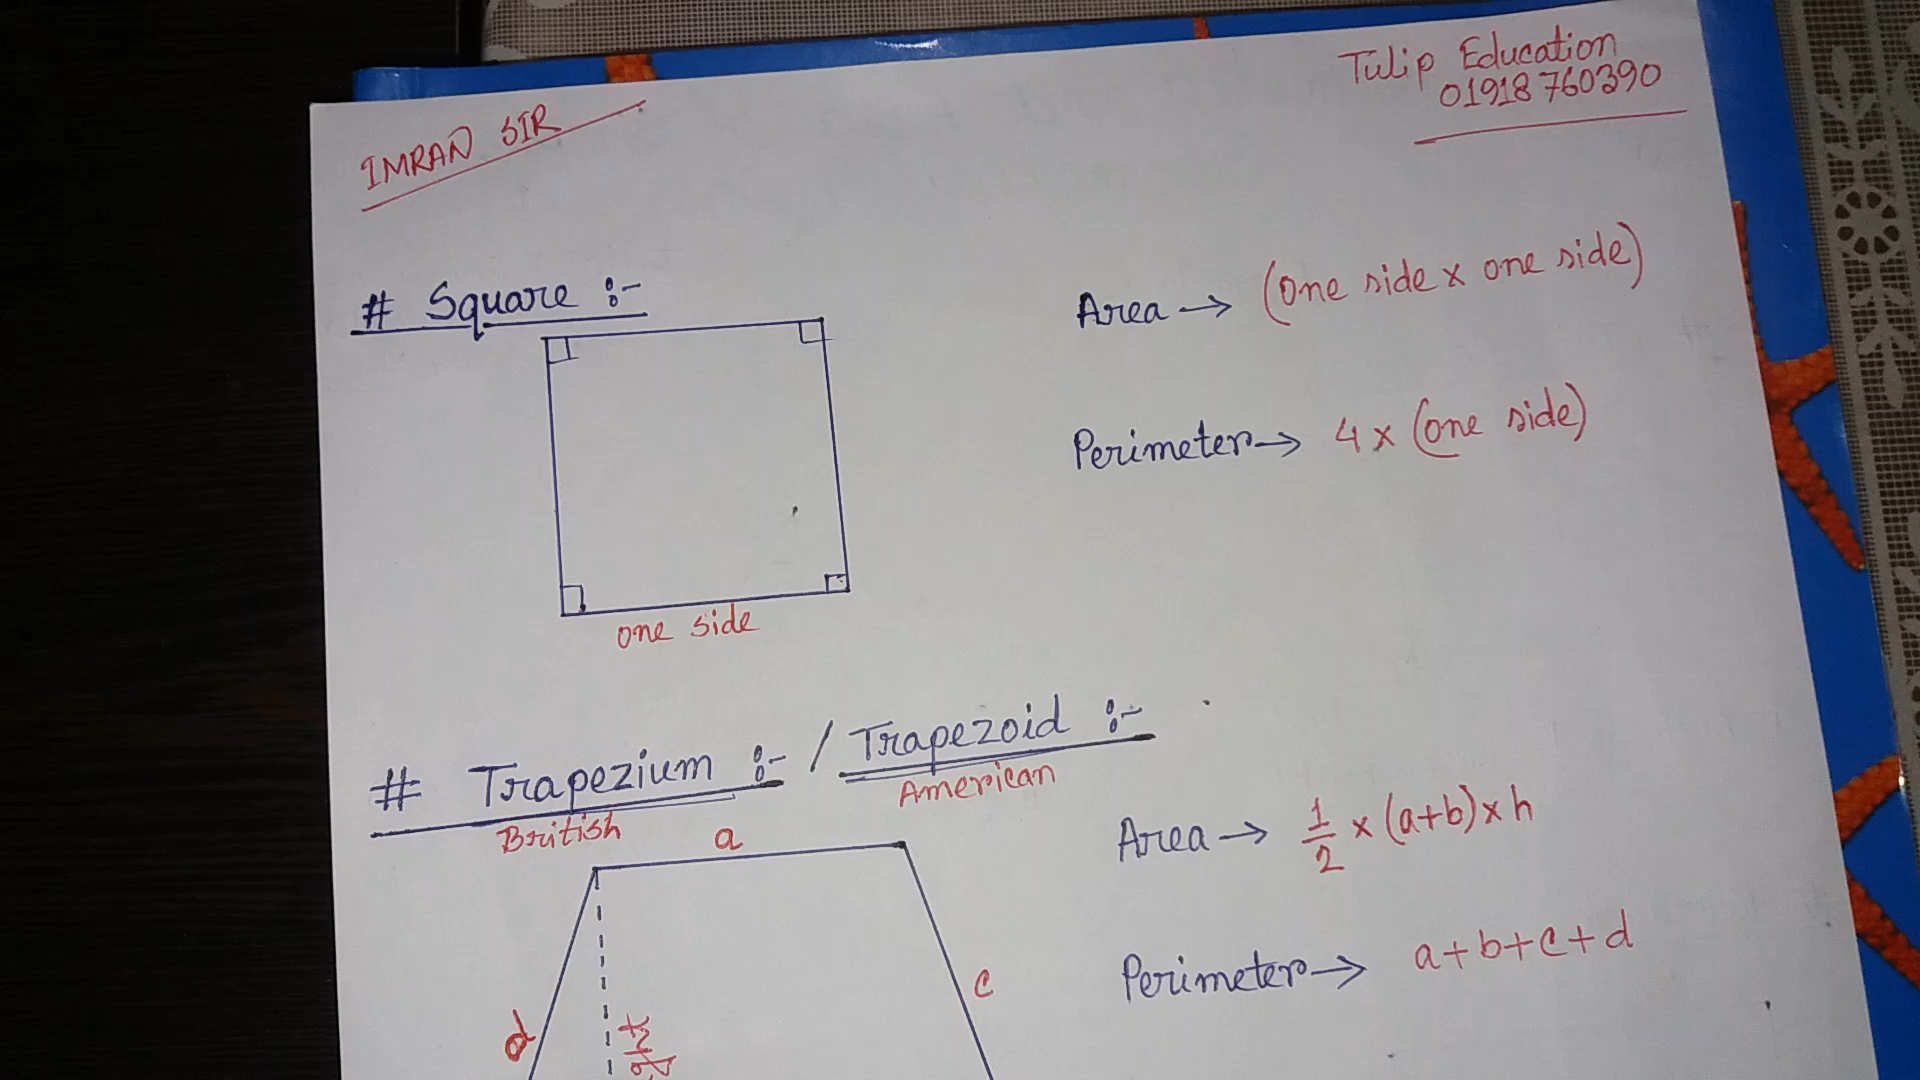 IMRAN SIR
Tulip Education
01918760390
# Square :-
Area → (one side x one side)
Perimeter → 4 x (one side)
one side
# Trapezium :- / Trapezoid :-
British
American
a
Area → 1/2 x (a+b) x h
Perimeter → a+b+c+d
c
d